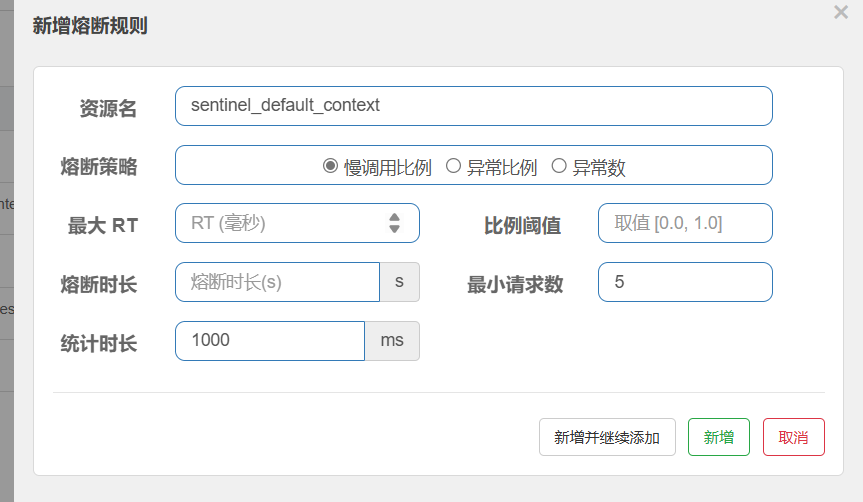 新增熔断规则
×
资源名 sentinel_default_context
熔断策略 慢调用比例 异常比例 异常数
最大 RT RT (毫秒) 比例阈值 取值 [0.0, 1.0]
熔断时长 熔断时长(s) s 最小请求数 5
统计时长 1000 ms
新增并继续添加 新增 取消
nte
es